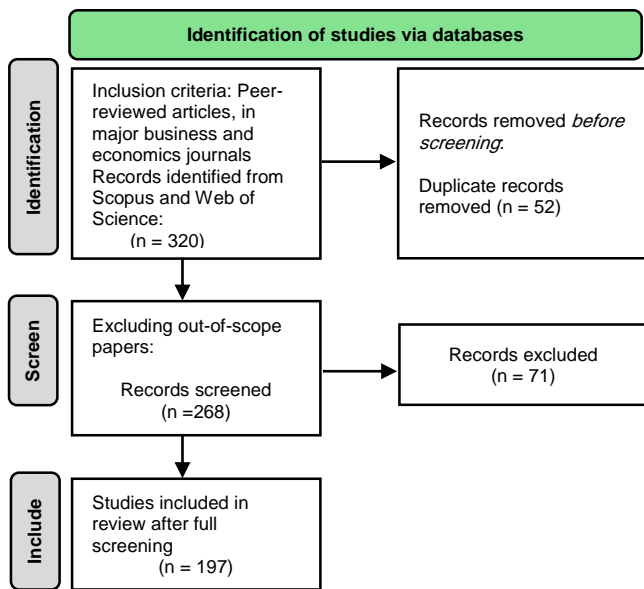 Identification of studies via databases
Identification
Inclusion criteria: Peer-
reviewed articles, in
major business and
economics journals
Records identified from
Scopus and Web of
Science:
(n = 320)
Records removed before
screening:
Duplicate records
removed (n = 52)
Screen
Excluding out-of-scope
papers:
Records screened
(n =268)
Records excluded
(n = 71)
Include
Studies included in
review after full
screening
(n = 197)